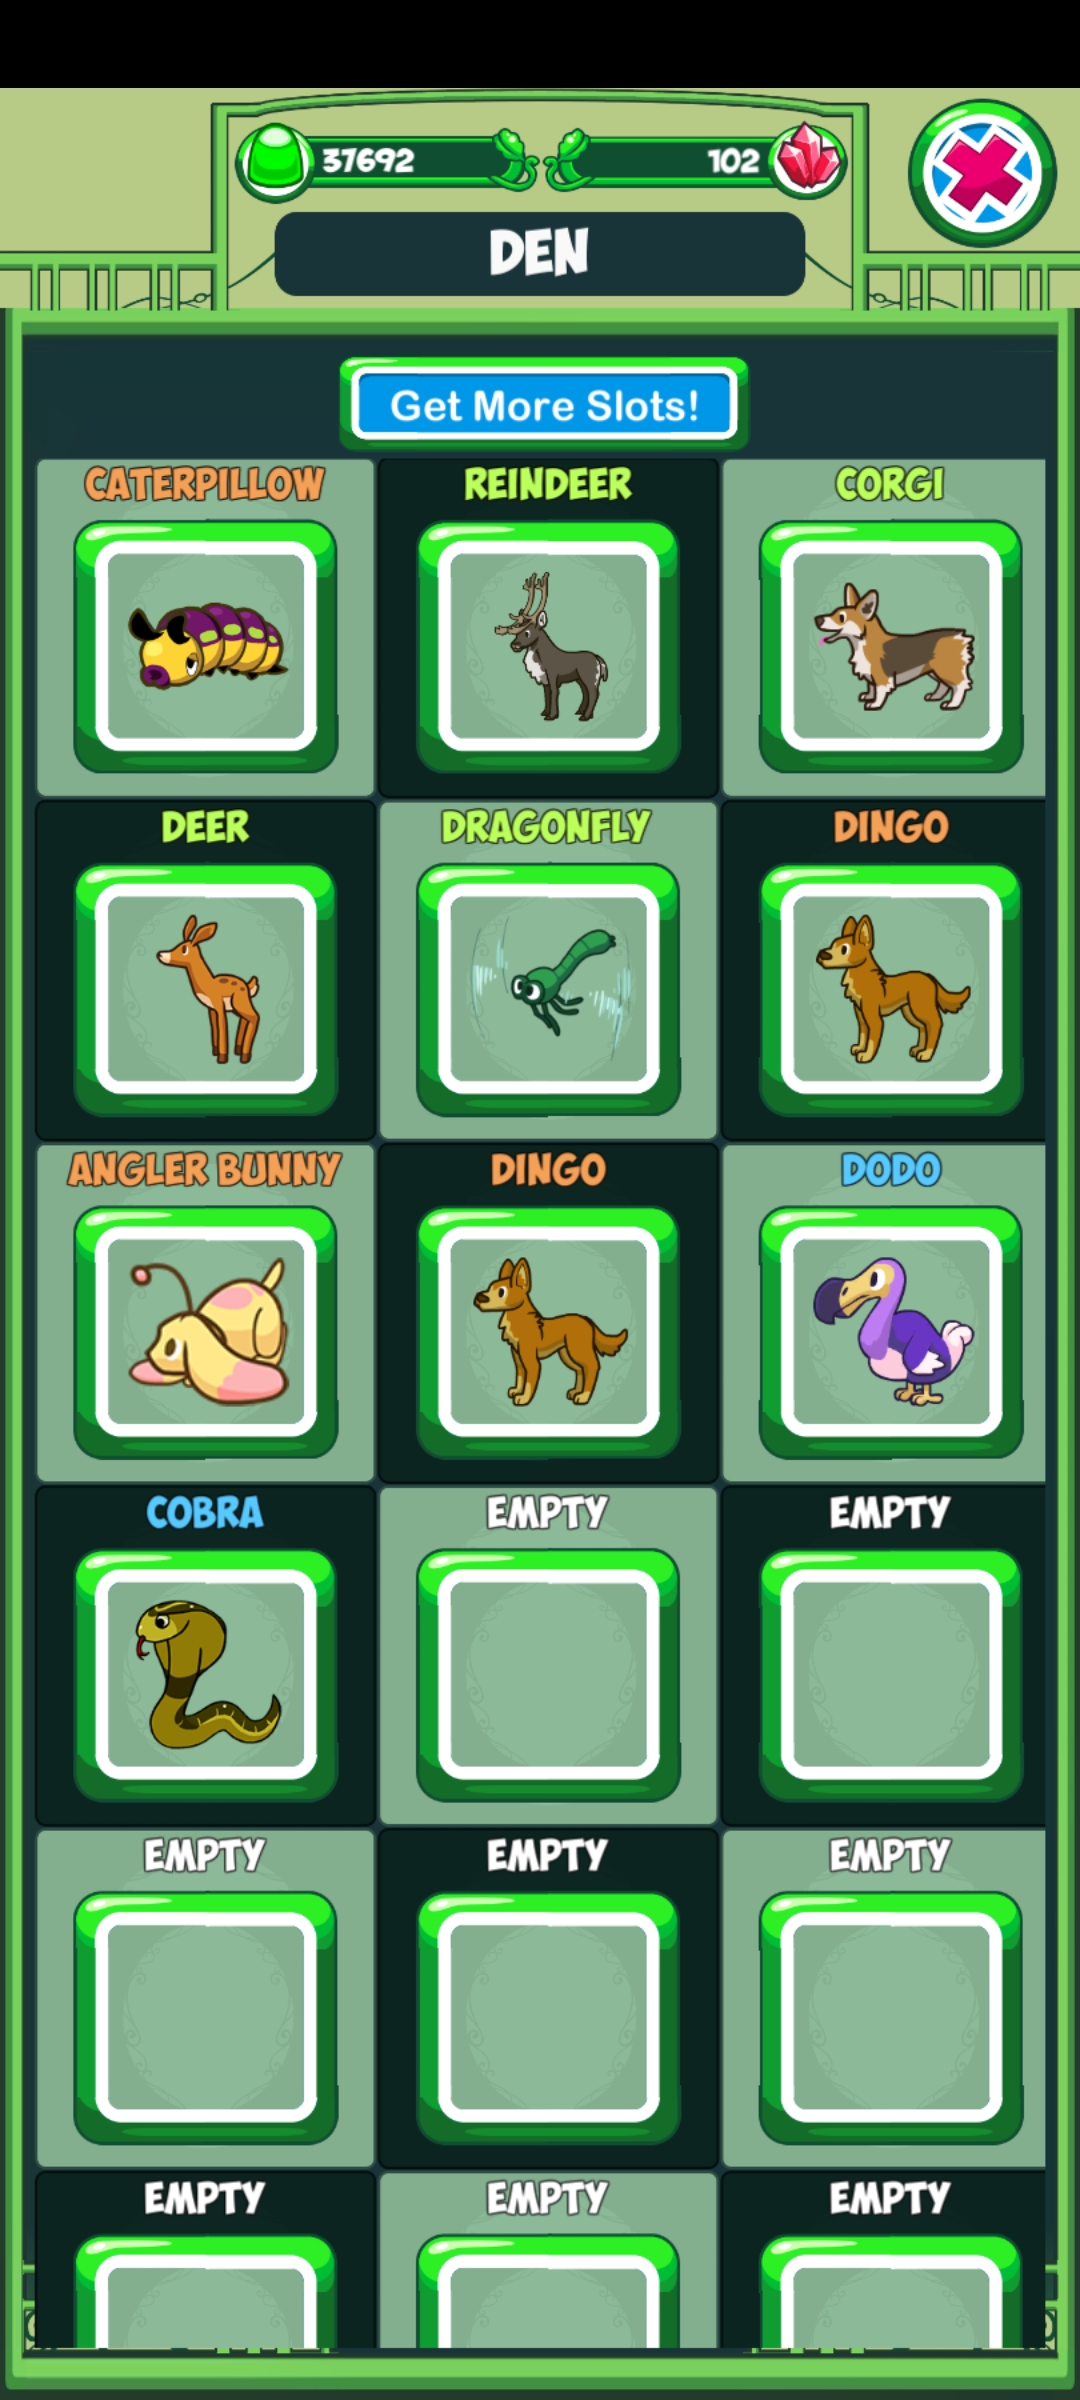 37692
102
DEN
Get More Slots!
CATERPILLOW
REINDEER
CORGI
DEER
DRAGONFLY
DINGO
ANGLER BUNNY
DINGO
DODO
COBRA
EMPTY
EMPTY
EMPTY
EMPTY
EMPTY
EMPTY
EMPTY
EMPTY